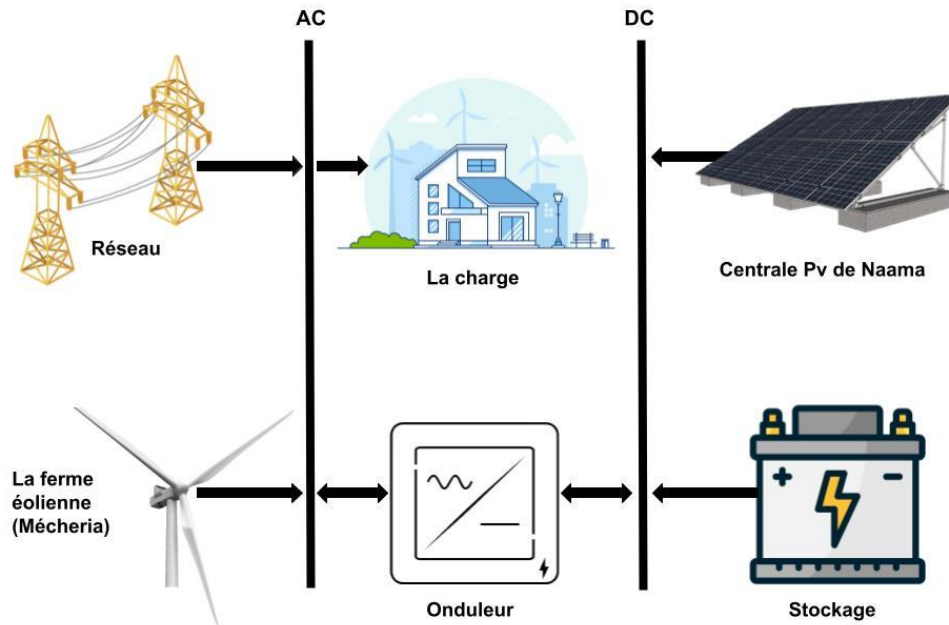 AC
DC
Réseau
La charge
Centrale Pv de Naama
La ferme
éolienne
(Mécheria)
Onduleur
+
-
Stockage